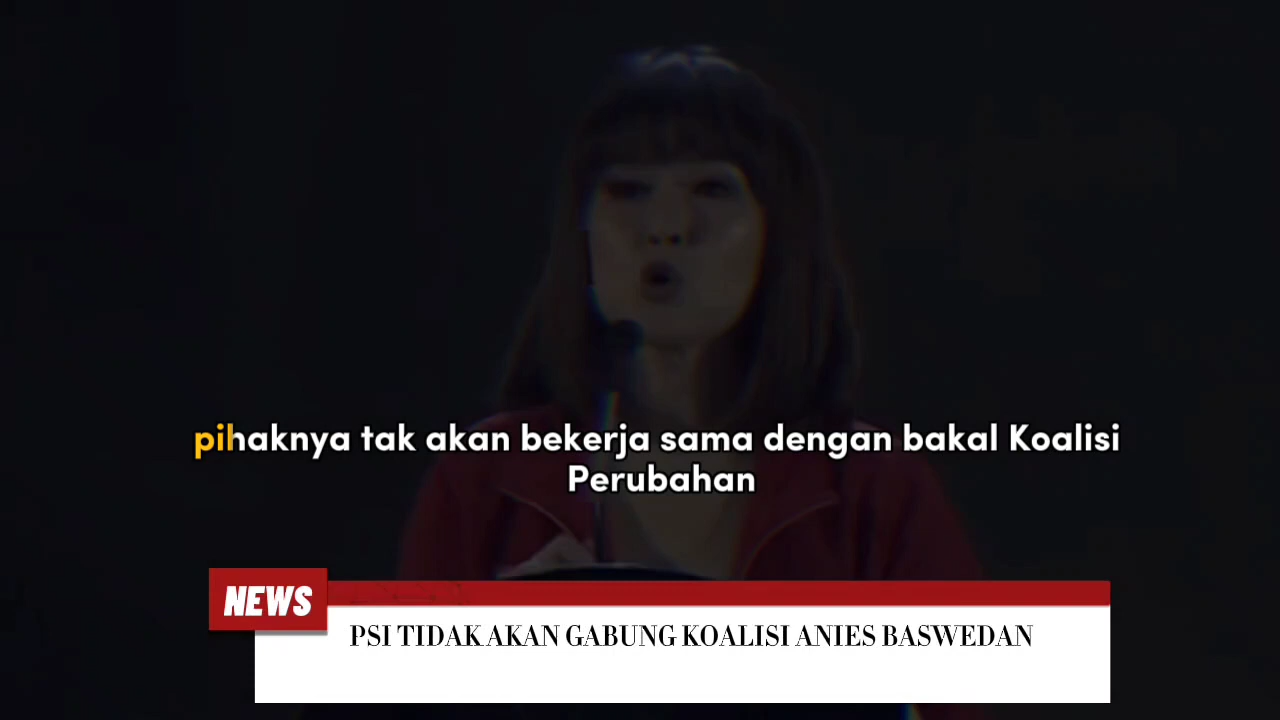 pihaknya tak akan bekerja sama dengan bakal Koalisi
Perubahan
NEWS
PSI TIDAK AKAN GABUNG KOALISI ANIES BASWEDAN